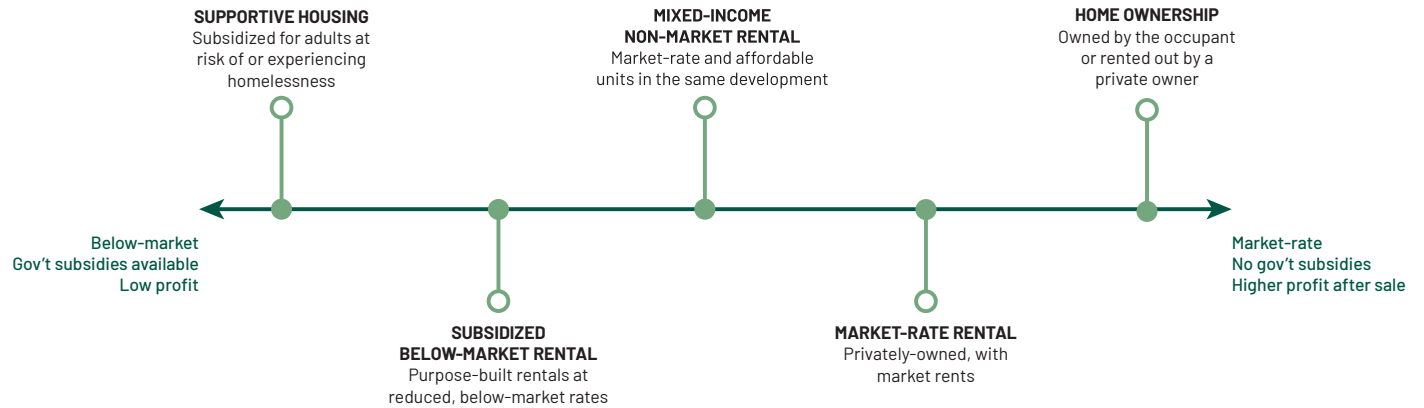 SUPPORTIVE HOUSING
Subsidized for adults at
risk of or experiencing
homelessness
MIXED-INCOME
NON-MARKET RENTAL
Market-rate and affordable
units in the same development
HOME OWNERSHIP
Owned by the occupant
or rented out by a
private owner
Below-market
Gov’t subsidies available
Low profit
Market-rate
No gov’t subsidies
Higher profit after sale
SUBSIDIZED
BELOW-MARKET RENTAL
Purpose-built rentals at
reduced, below-market rates
MARKET-RATE RENTAL
Privately-owned, with
market rents